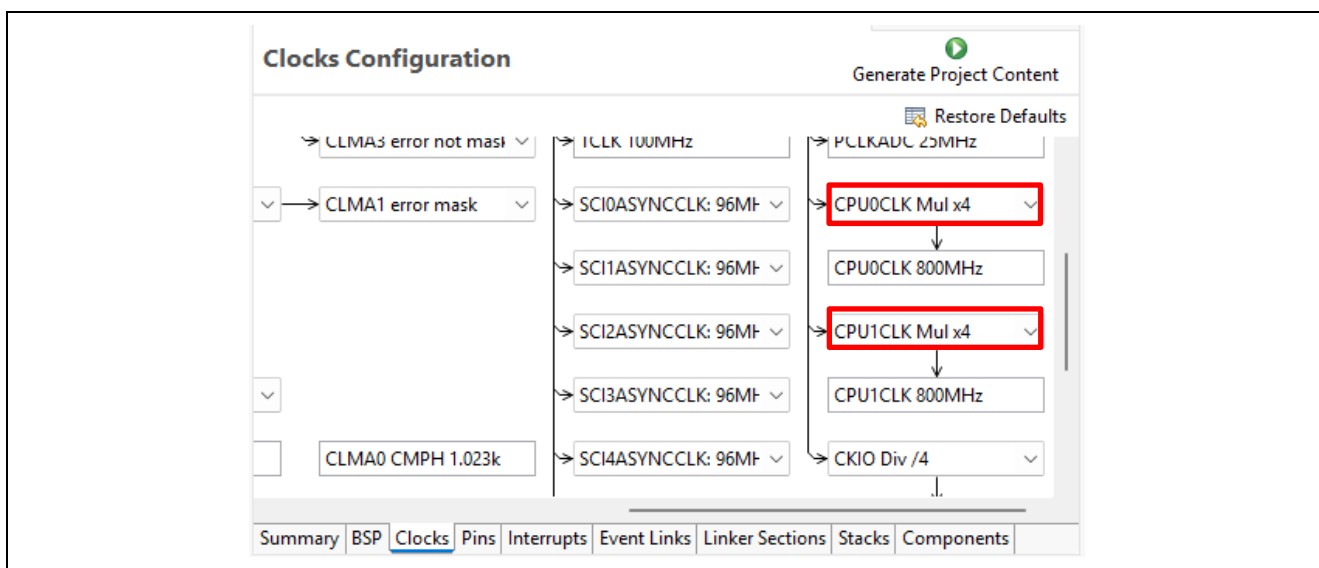 Clocks Configuration
Generate Project Content
Restore Defaults
CLMA3 error not mask
TCLK 100MHz
PCLKADC 25MHz
CLMA1 error mask
SCI0ASYNCCLK: 96MH
CPU0CLK Mul x4
SCI1ASYNCCLK: 96MH
CPU0CLK 800MHz
SCI2ASYNCCLK: 96MH
CPU1CLK Mul x4
SCI3ASYNCCLK: 96MH
CPU1CLK 800MHz
CLMA0 CMPH 1.023k
SCI4ASYNCCLK: 96MH
CKIO Div /4
Summary BSP Clocks Pins Interrupts Event Links Linker Sections Stacks Components